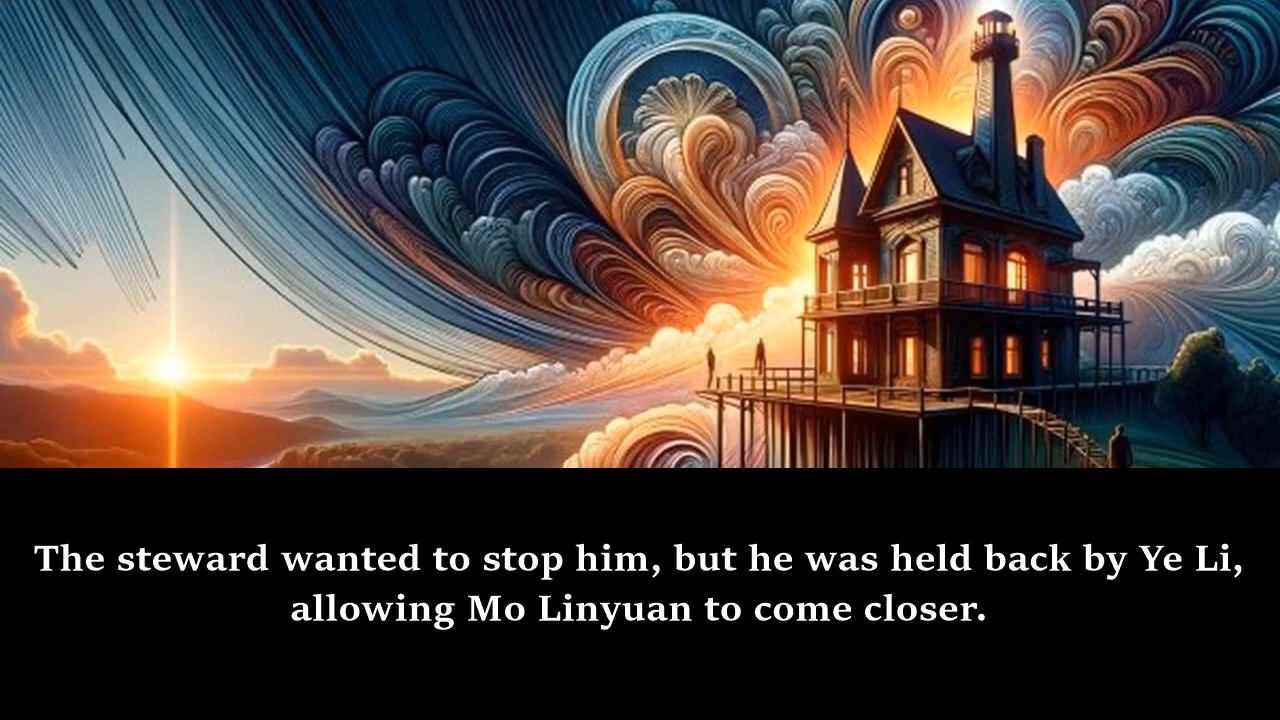 The steward wanted to stop him, but he was held back by Ye Li,
allowing Mo Linyuan to come closer.